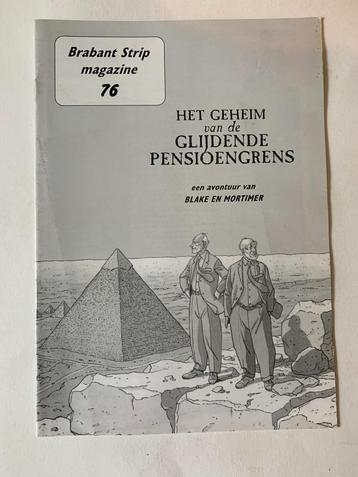 Brabant Strip
magazine
76
HET GEHEIM
van de
GLIJDENDE
PENSIOENGRENS
een avontuur van
BLAKE EN MORTIMER